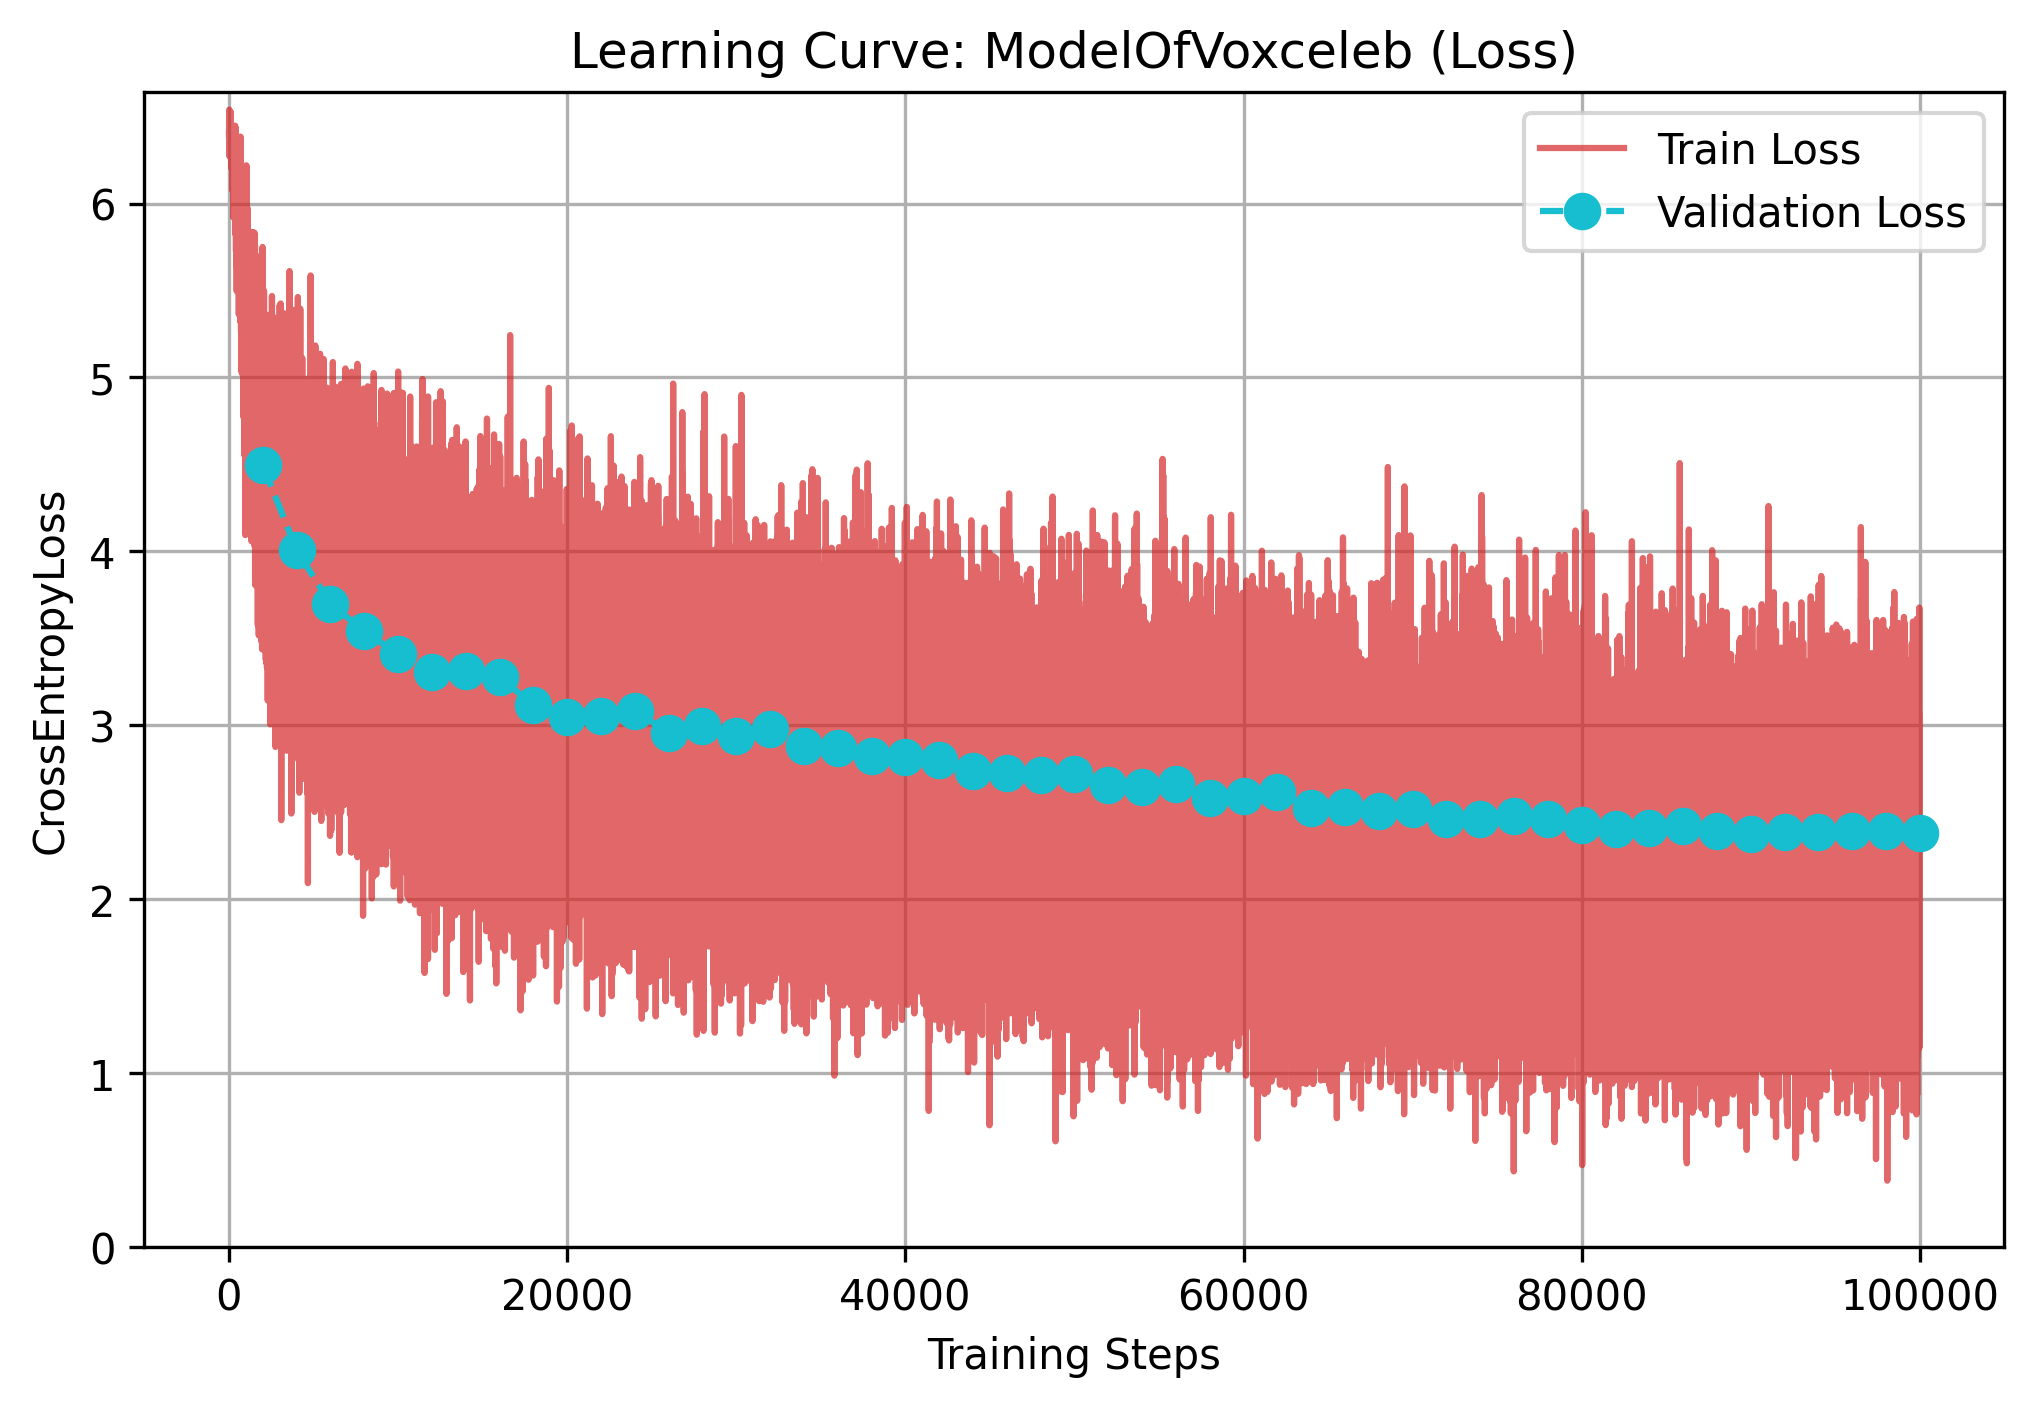 Learning Curve: ModelOfVoxceleb (Loss)
Train Loss
Validation Loss
CrossEntropyLoss
6
5
4
3
2
1
0
0 20000 40000 60000 80000 100000
Training Steps